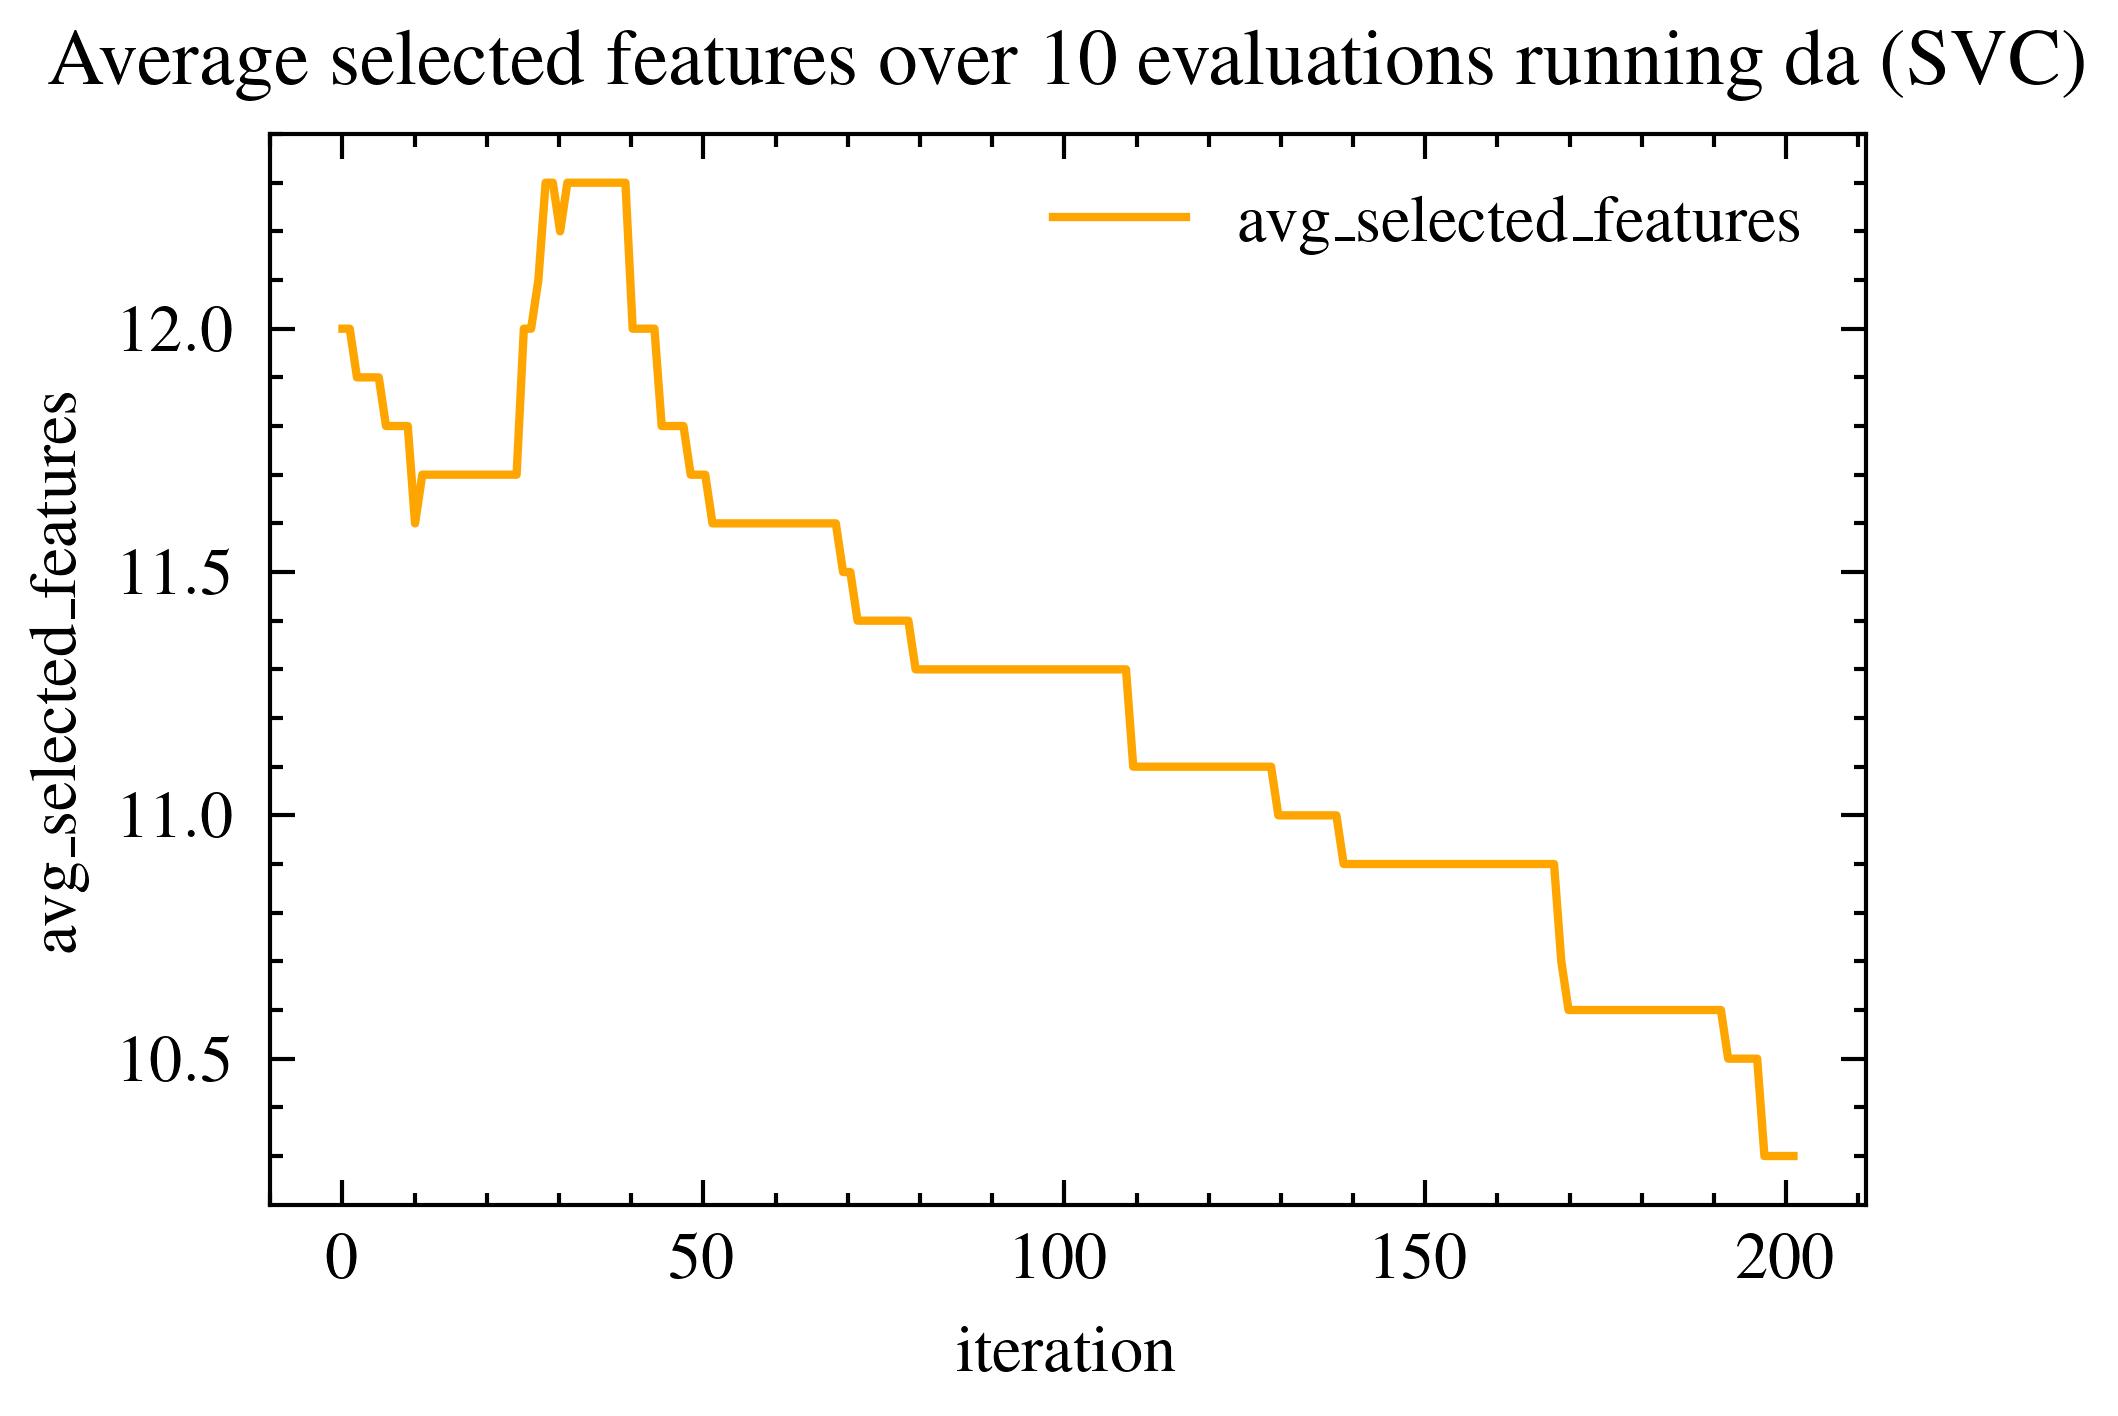 Average selected features over 10 evaluations running da (SVC)
avg_selected_features
avg_selected_features
12.0
11.5
11.0
10.5
0 50 100 150 200
iteration